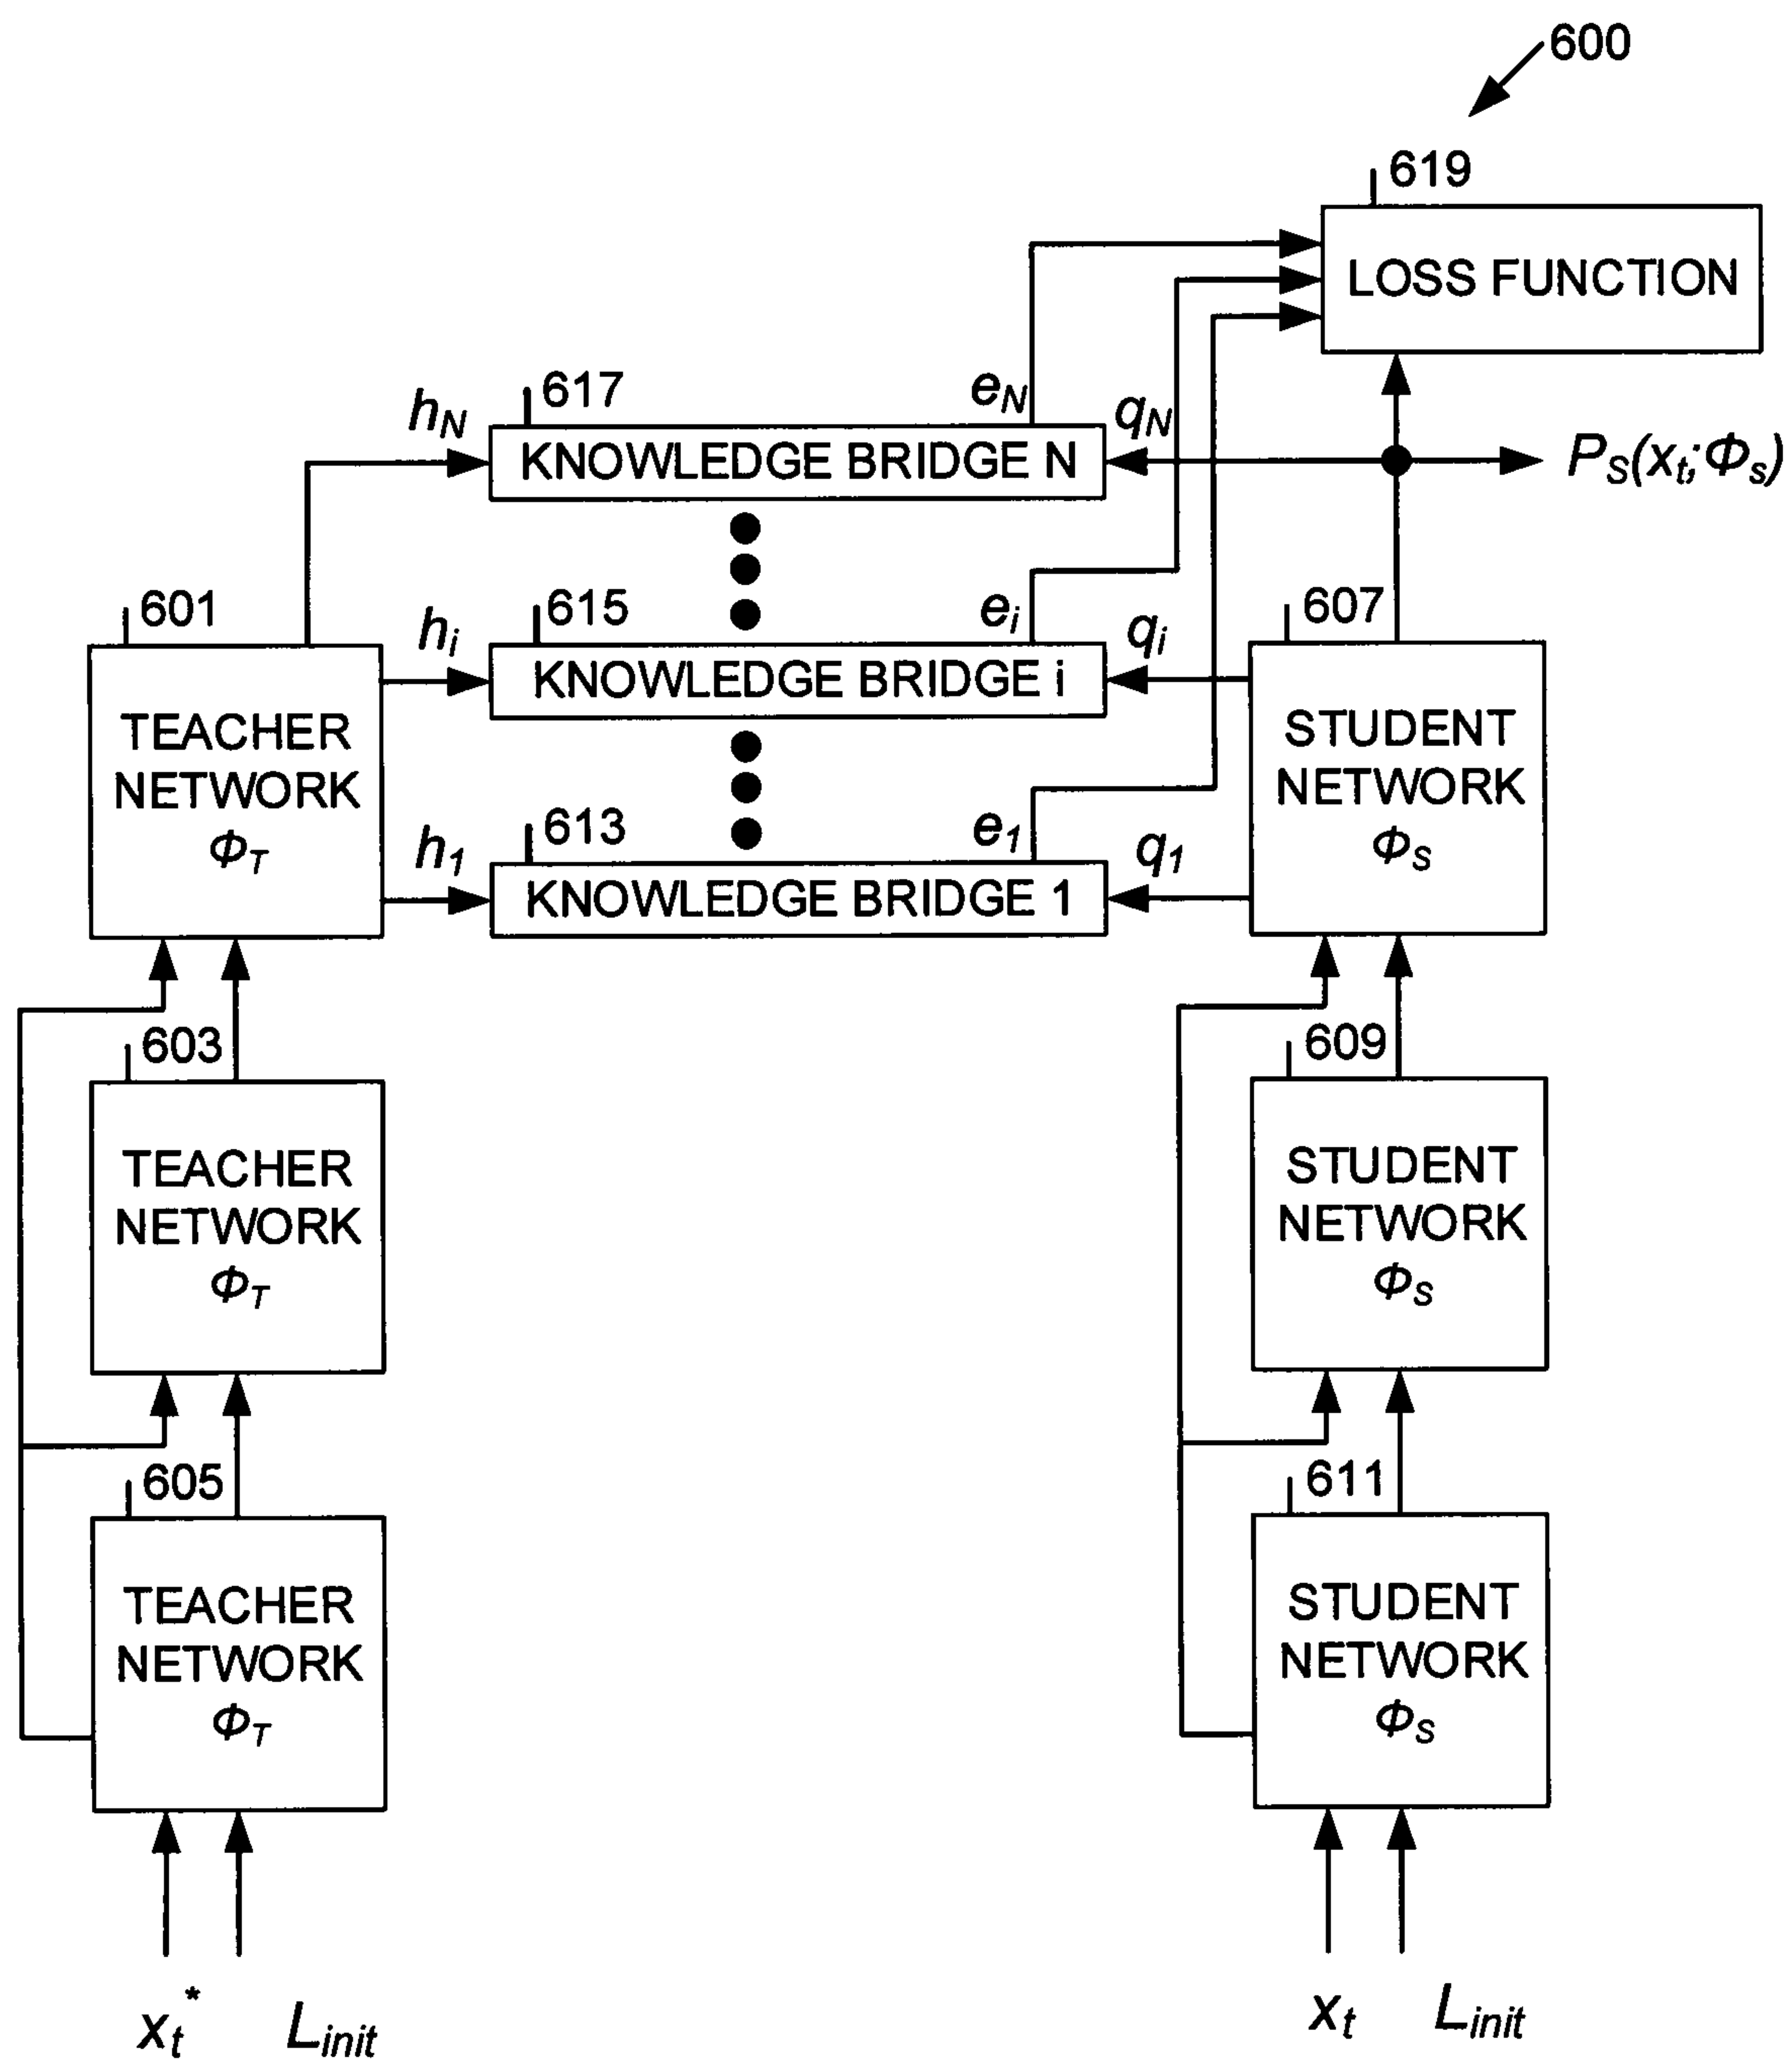 600
619
LOSS FUNCTION
617
e_N
h_N
q_N
KNOWLEDGE BRIDGE N
P_S(x_t;Φ_s)
601
615
607
h_i
e_i
q_i
KNOWLEDGE BRIDGE i
TEACHER
NETWORK
Φ_T
STUDENT
NETWORK
Φ_S
613
h_1
e_1
q_1
KNOWLEDGE BRIDGE 1
603
TEACHER
NETWORK
Φ_T
609
STUDENT
NETWORK
Φ_S
605
TEACHER
NETWORK
Φ_T
611
STUDENT
NETWORK
Φ_S
x_t^*
L_init
x_t
L_init